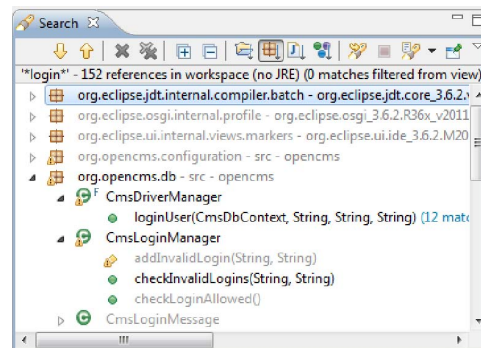 Search
'*login*' - 152 references in workspace (no JRE) (0 matches filtered from view)
org.eclipse.jdt.internal.compiler.batch - org.eclipse.jdt.core_3.6.2.v
org.eclipse.osgi.internal.profile - org.eclipse.osgi_3.6.2.R36x_v2011
org.eclipse.ui.internal.views.markers - org.eclipse.ui.ide_3.6.2.M20
org.opencms.configuration - src - opencms
org.opencms.db - src - opencms
F CmsDriverManager
loginUser(CmsDbContext, String, String, String) (12 matc
CmsLoginManager
addInvalidLogin(String, String)
checkInvalidLogins(String, String)
checkLoginAllowed()
CmsLoginMessage